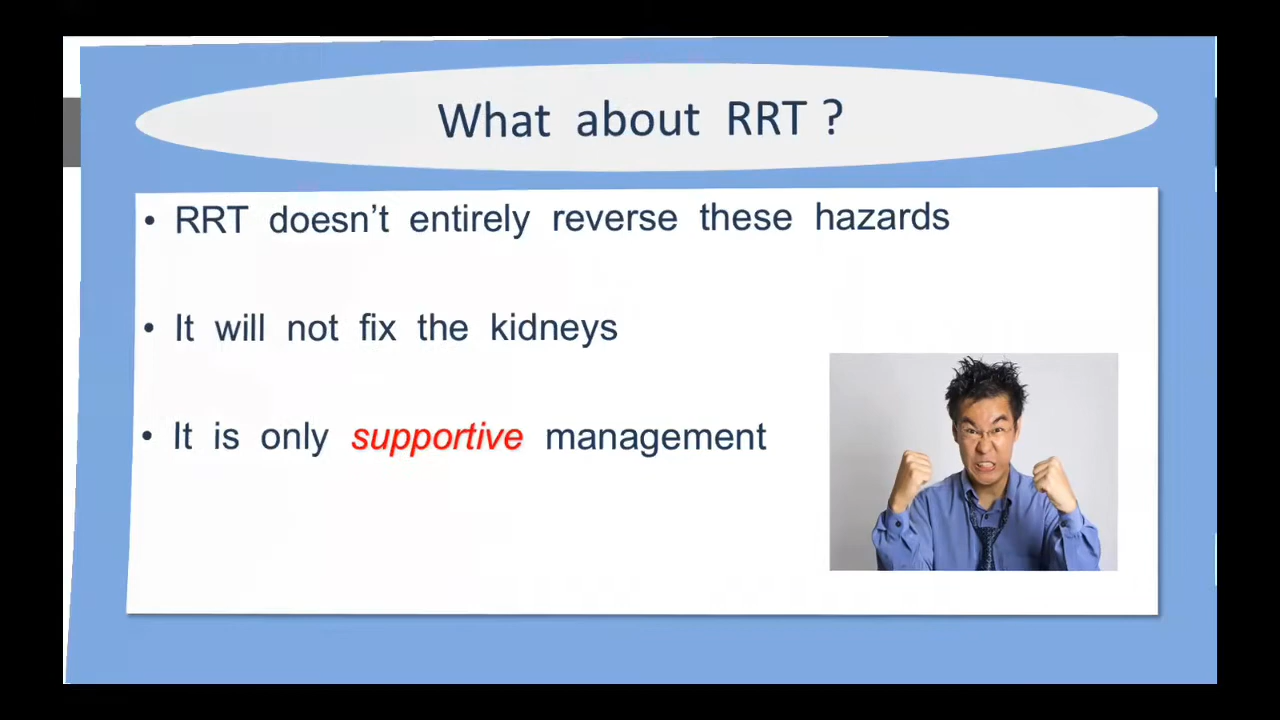 What about RRT ?
• RRT doesn't entirely reverse these hazards
• It will not fix the kidneys
• It is only supportive management